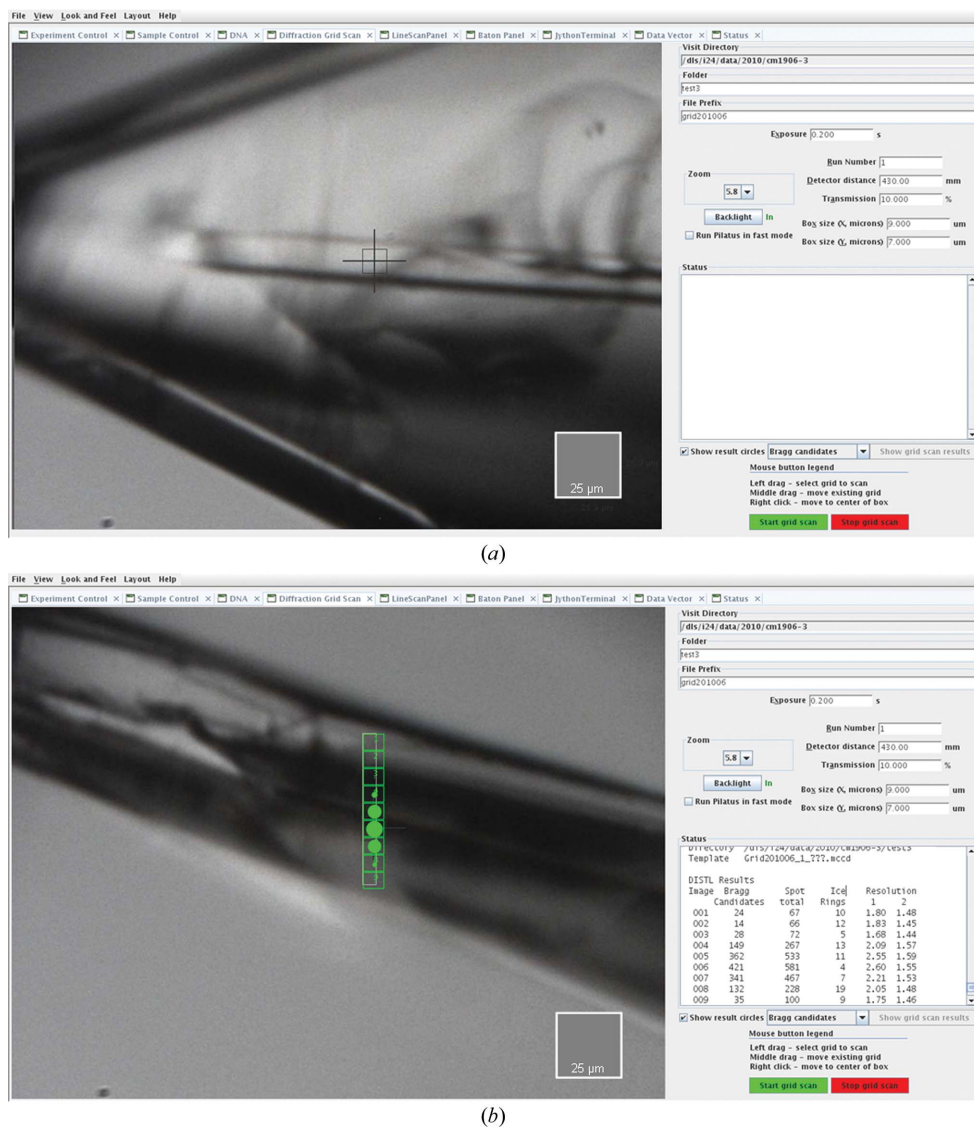 File View Look and Feel Layout Help
Experiment Control × Sample Control × DNA × Diffraction Grid Scan × LineScanPanel × Baton Panel × JythonTerminal × Data Vector × Status ×
Visit Directory
/dls/i24/data/2010/cm1906-3
Folder
test3
File Prefix
grid201006
Exposure 0.200 s
Run Number 1
Zoom
Detector distance 430.00 mm
5.8
Transmission 10.000 %
Backlight In
Box size (X, microns) 9.000 um
Run Pilatus in fast mode
Box size (Y, microns) 7.000 um
Status
25 µm
Show result circles Bragg candidates Show grid scan results
Mouse button legend
Left drag - select grid to scan
Middle drag - move existing grid
Right click - move to center of box
Start grid scan Stop grid scan
(a)
File View Look and Feel Layout Help
Experiment Control × Sample Control × DNA × Diffraction Grid Scan × LineScanPanel × Baton Panel × JythonTerminal × Data Vector × Status ×
Visit Directory
/dls/i24/data/2010/cm1906-3
Folder
test3
File Prefix
grid201006
Exposure 0.200 s
Run Number 1
Zoom
Detector distance 430.00 mm
5.8
Transmission 10.000 %
Backlight In
Box size (X, microns) 9.000 um
Run Pilatus in fast mode
Box size (Y, microns) 7.000 um
Status
Directory /dls/i24/data/2010/cm1906-3/test3
Template Grid201006_1_???.mccd
DISTL Results
Image Bragg Spot Ice Resolution
Candidates total Rings 1 2
001 24 67 10 1.80 1.48
002 14 66 12 1.83 1.45
003 28 72 5 1.68 1.44
004 149 267 13 2.09 1.57
005 362 533 11 2.55 1.59
006 421 581 4 2.60 1.55
007 341 467 7 2.21 1.53
008 132 228 19 2.05 1.48
009 35 100 9 1.75 1.46
25 µm
Show result circles Bragg candidates Show grid scan results
Mouse button legend
Left drag - select grid to scan
Middle drag - move existing grid
Right click - move to center of box
Start grid scan Stop grid scan
(b)